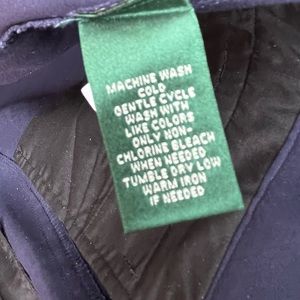 MACHINE WASH
COLD
GENTLE CYCLE
WASH WITH
LIKE COLORS
ONLY NON-
CHLORINE BLEACH
WHEN NEEDED
TUMBLE DRY LOW
WARM IRON
IF NEEDED